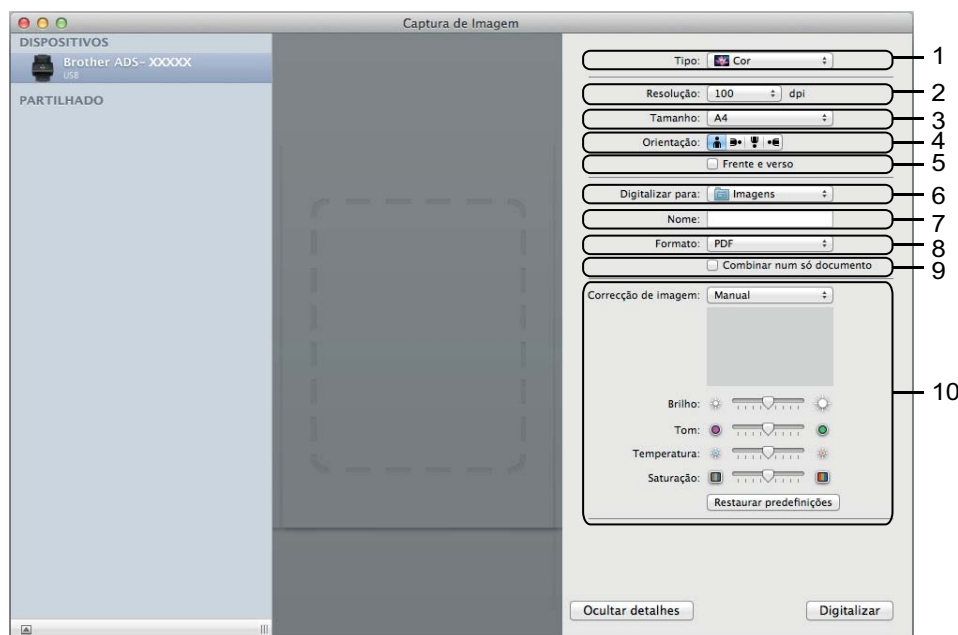 Captura de Imagem
DISPOSITIVOS
Brother ADS- XXXXX
USB
PARTILHADO
Tipo: Cor 1
Resolução: 100 dpi 2
Tamanho: A4 3
Orientação: 4
Frente e verso 5
Digitalizar para: Imagens 6
Nome: 7
Formato: PDF 8
Combinar num só documento 9
Correcção de imagem: Manual
10
Brilho:
Tom:
Temperatura:
Saturação:
Restaurar predefinições
Ocultar detalhes Digitalizar